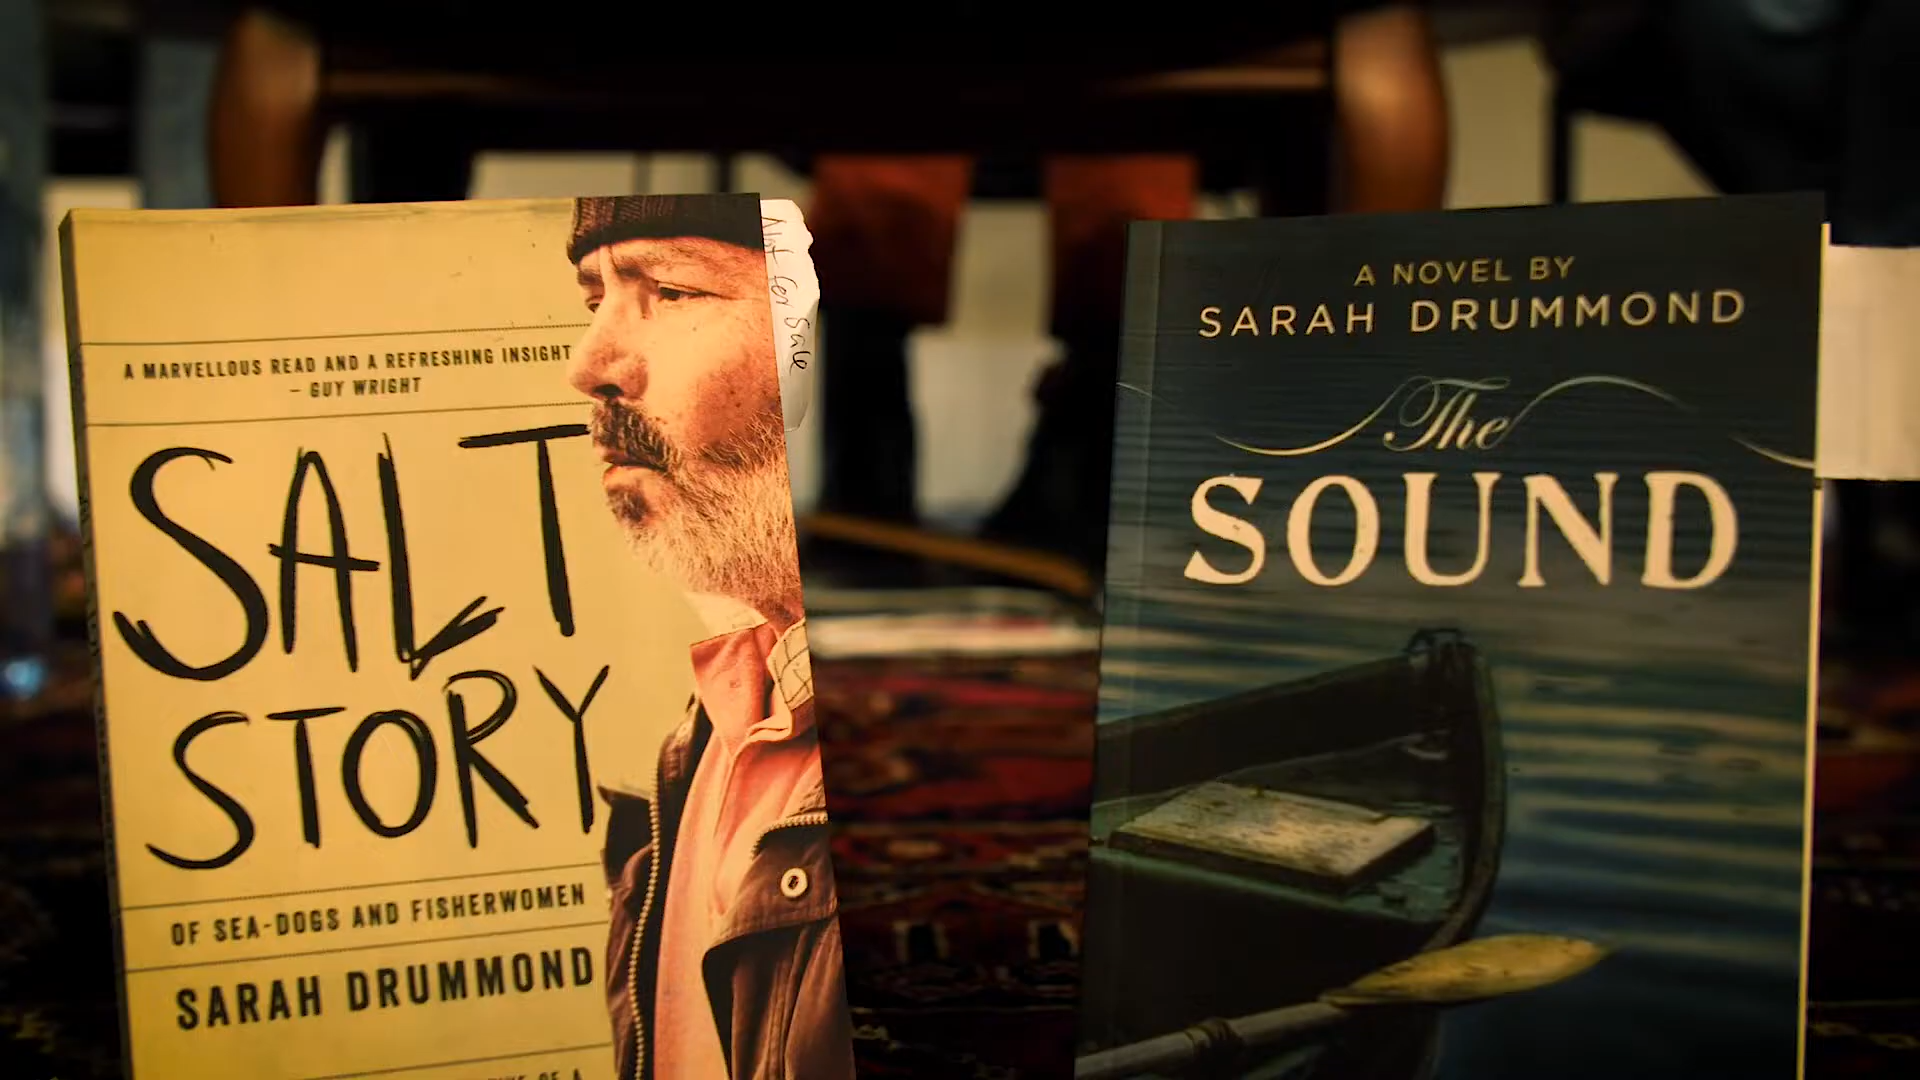 A MARVELLOUS READ AND A REFRESHING INSIGHT
– GUY WRIGHT
SALT
STORY
OF SEA-DOGS AND FISHERWOMEN
SARAH DRUMMOND
OF A
Not for Sale
A NOVEL BY
SARAH DRUMMOND
The
SOUND